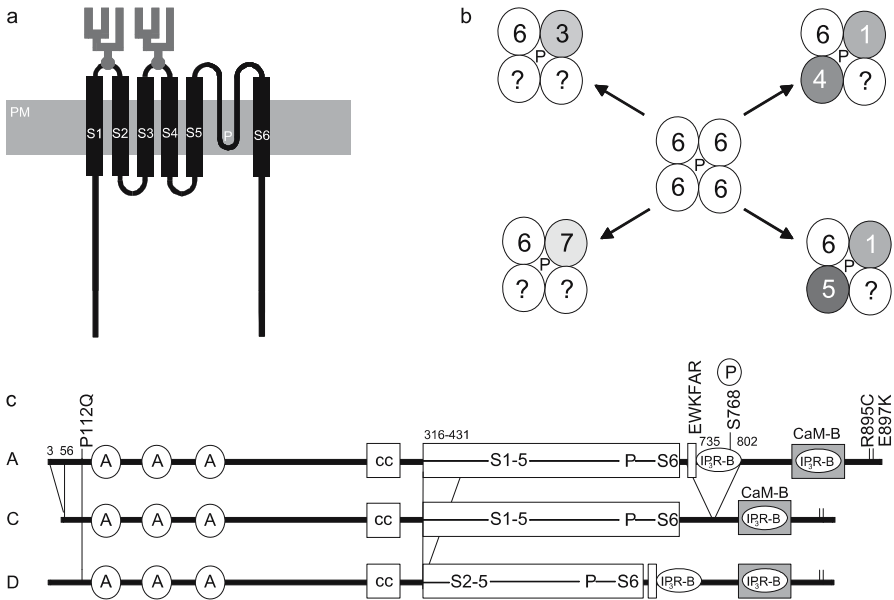 a
PM
S1 S2 S3 S4 S5 P S6
b
6 3
P
? ?
6 1
P
4 ?
6 6
P
6 6
6 7
P
? ?
6 1
P
5 ?
c
P112Q
EWKFAR
P
S768
R895C
E897K
3 56
316-431
735 802
CaM-B
A A A A cc S1-5 P S6 IP3R-B IP3R-B
CaM-B
C A A A cc S1-5 P S6 IP3R-B
D A A A cc S2-5 P S6 IP3R-B IP3R-B